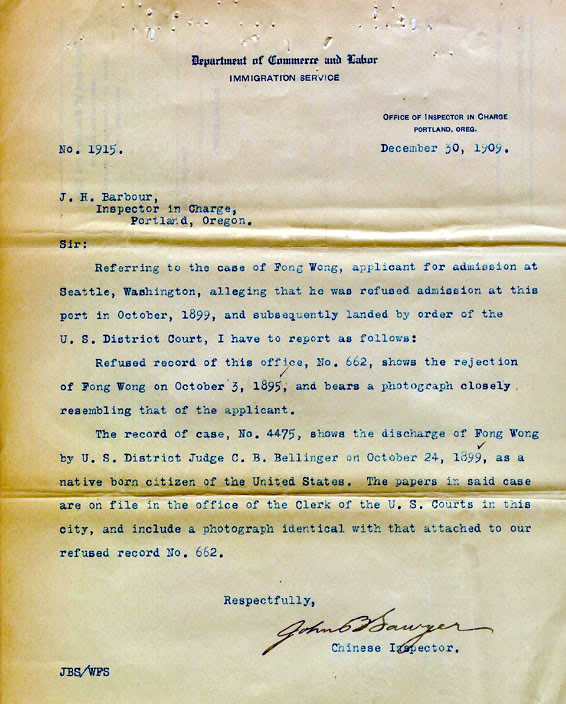 Department of Commerce and Labor
IMMIGRATION SERVICE
OFFICE OF INSPECTOR IN CHARGE
PORTLAND, OREG.
No. 1915.
December 30, 1909.
J. H. Barbour,
Inspector in Charge,
Portland, Oregon.
Sir:
Referring to the case of Fong Wong, applicant for admission at
Seattle, Washington, alleging that he was refused admission at this
port in October, 1899, and subsequently landed by order of the
U. S. District Court, I have to report as follows:
Refused record of this office, No. 662, shows the rejection
of Fong Wong on October 3, 1895, and bears a photograph closely
resembling that of the applicant.
The record of case, No. 4475, shows the discharge of Fong Wong
by U. S. District Judge C. B. Bellinger on October 24, 1899, as a
native born citizen of the United States. The papers in said case
are on file in the office of the Clerk of the U. S. Courts in this
city, and include a photograph identical with that attached to our
refused record No. 662.
Respectfully,
John B Sawyer
Chinese Inspector.
JBS/WFS